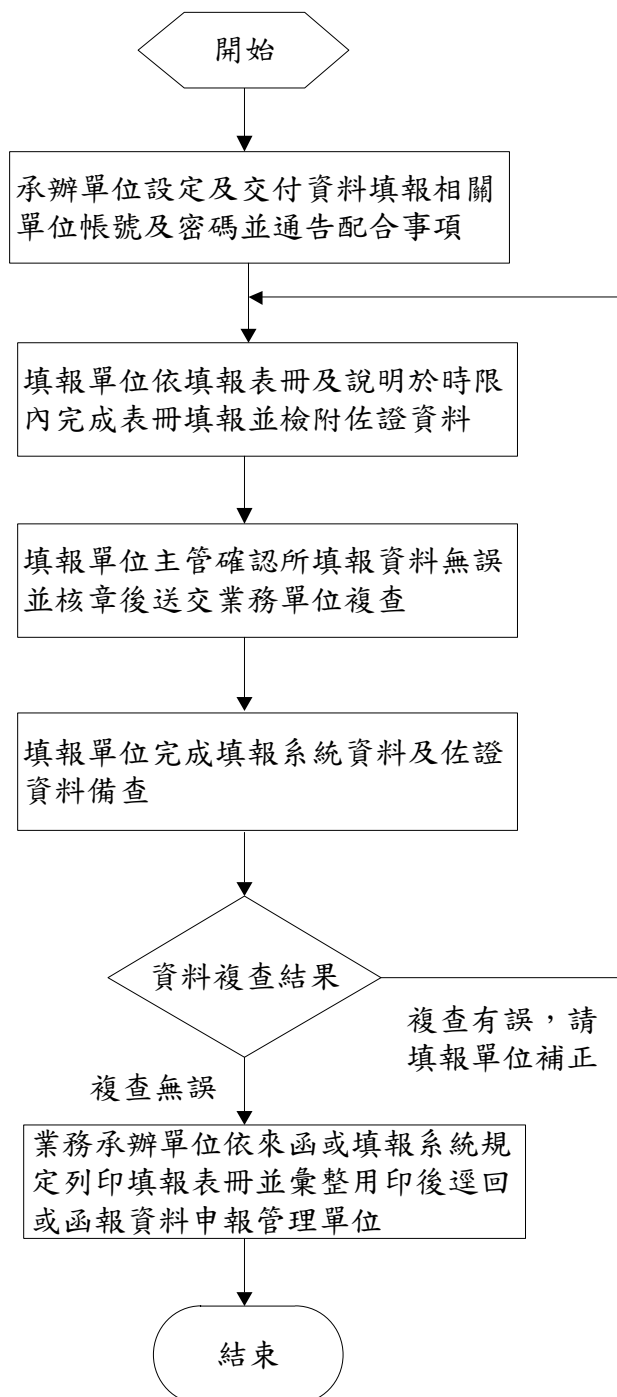 開始
承辦單位設定及交付資料填報相關
單位帳號及密碼並通告配合事項
填報單位依填報表冊及說明於時限
內完成表冊填報並檢附佐證資料
填報單位主管確認所填報資料無誤
並核章後送交業務單位複查
填報單位完成填報系統資料及佐證
資料備查
資料複查結果
複查有誤，請
填報單位補正
複查無誤
業務承辦單位依來函或填報系統規
定列印填報表冊並彙整用印後逕回
或函報資料申報管理單位
結束